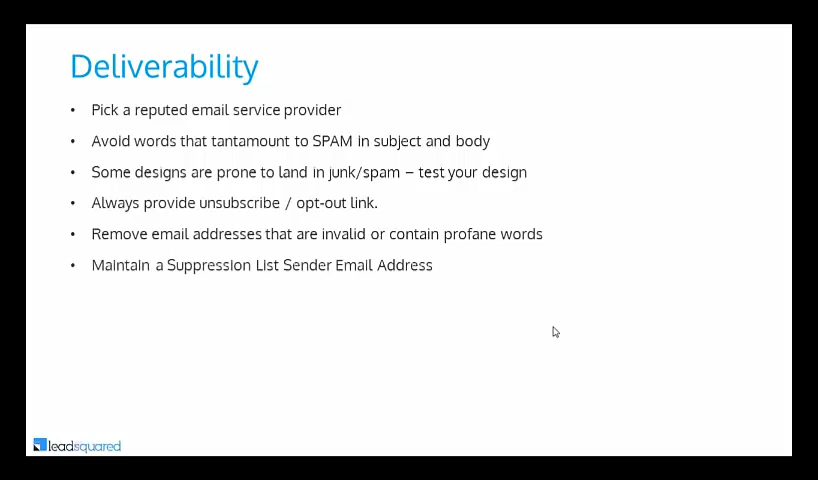 Deliverability
• Pick a reputed email service provider
• Avoid words that tantamount to SPAM in subject and body
• Some designs are prone to land in junk/spam – test your design
• Always provide unsubscribe / opt-out link.
• Remove email addresses that are invalid or contain profane words
• Maintain a Suppression List Sender Email Address
leadsquared